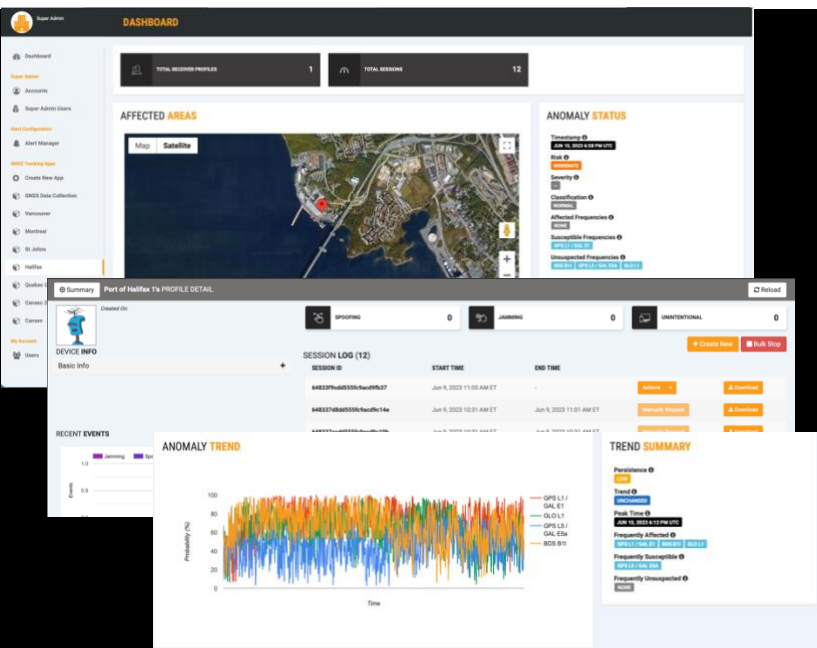 Super Admin
DASHBOARD
Dashboard
Super Admin
Accounts
Super Admin Users
Alert Configuration
Alert Manager
GNSS Tracking Apps
Create New App
GNSS Data Collection
Vancouver
Montreal
St Johns
Halifax
Quebec
Canso
My Account
Users
TOTAL RECEIVER PROFILES 1
TOTAL SESSIONS 12
AFFECTED AREAS
Map Satellite
ANOMALY STATUS
Timestamp
JUN 10, 2023 6:58 PM UTC
Risk
MODERATE
Severity
--
Classification
NORMAL
Affected Frequencies
NONE
Susceptible Frequencies
GPS L1 / GAL E1
Unsuspected Frequencies
BDS B1I GPS L5 / GAL E5A GLO L1
Summary Port of Halifax 1's PROFILE DETAIL Reload
Created On:
DEVICE INFO
Basic Info +
SPOOFING 0
JAMMING 0
UNINTENTIONAL 0
+ Create New Bulk Stop
SESSION LOG (12)
SESSION ID START TIME END TIME
Jun 9, 2023 11:05 AM ET - Actions Download
648337d8dd555fc9acd9c14e Jun 9, 2023 10:31 AM ET Jun 9, 2023 11:01 AM ET Manually Stopped Download
RECENT EVENTS
Jamming
1.0
0.5
Events
ANOMALY TREND
100
80
60
40
20
0
Probability (%)
Time
GPS L1 /
GAL E1
GLO L1
GPS L5 /
GAL E5a
BDS B1I
TREND SUMMARY
Persistence
LOW
Trend
UNCHANGED
Peak Time
JUN 10, 2023 6:12 PM UTC
Frequently Affected
GPS L1 / GAL E1 BDS B1I GLO L1
Frequently Susceptible
GPS L5 / GAL E5A
Frequently Unsuspected
NONE